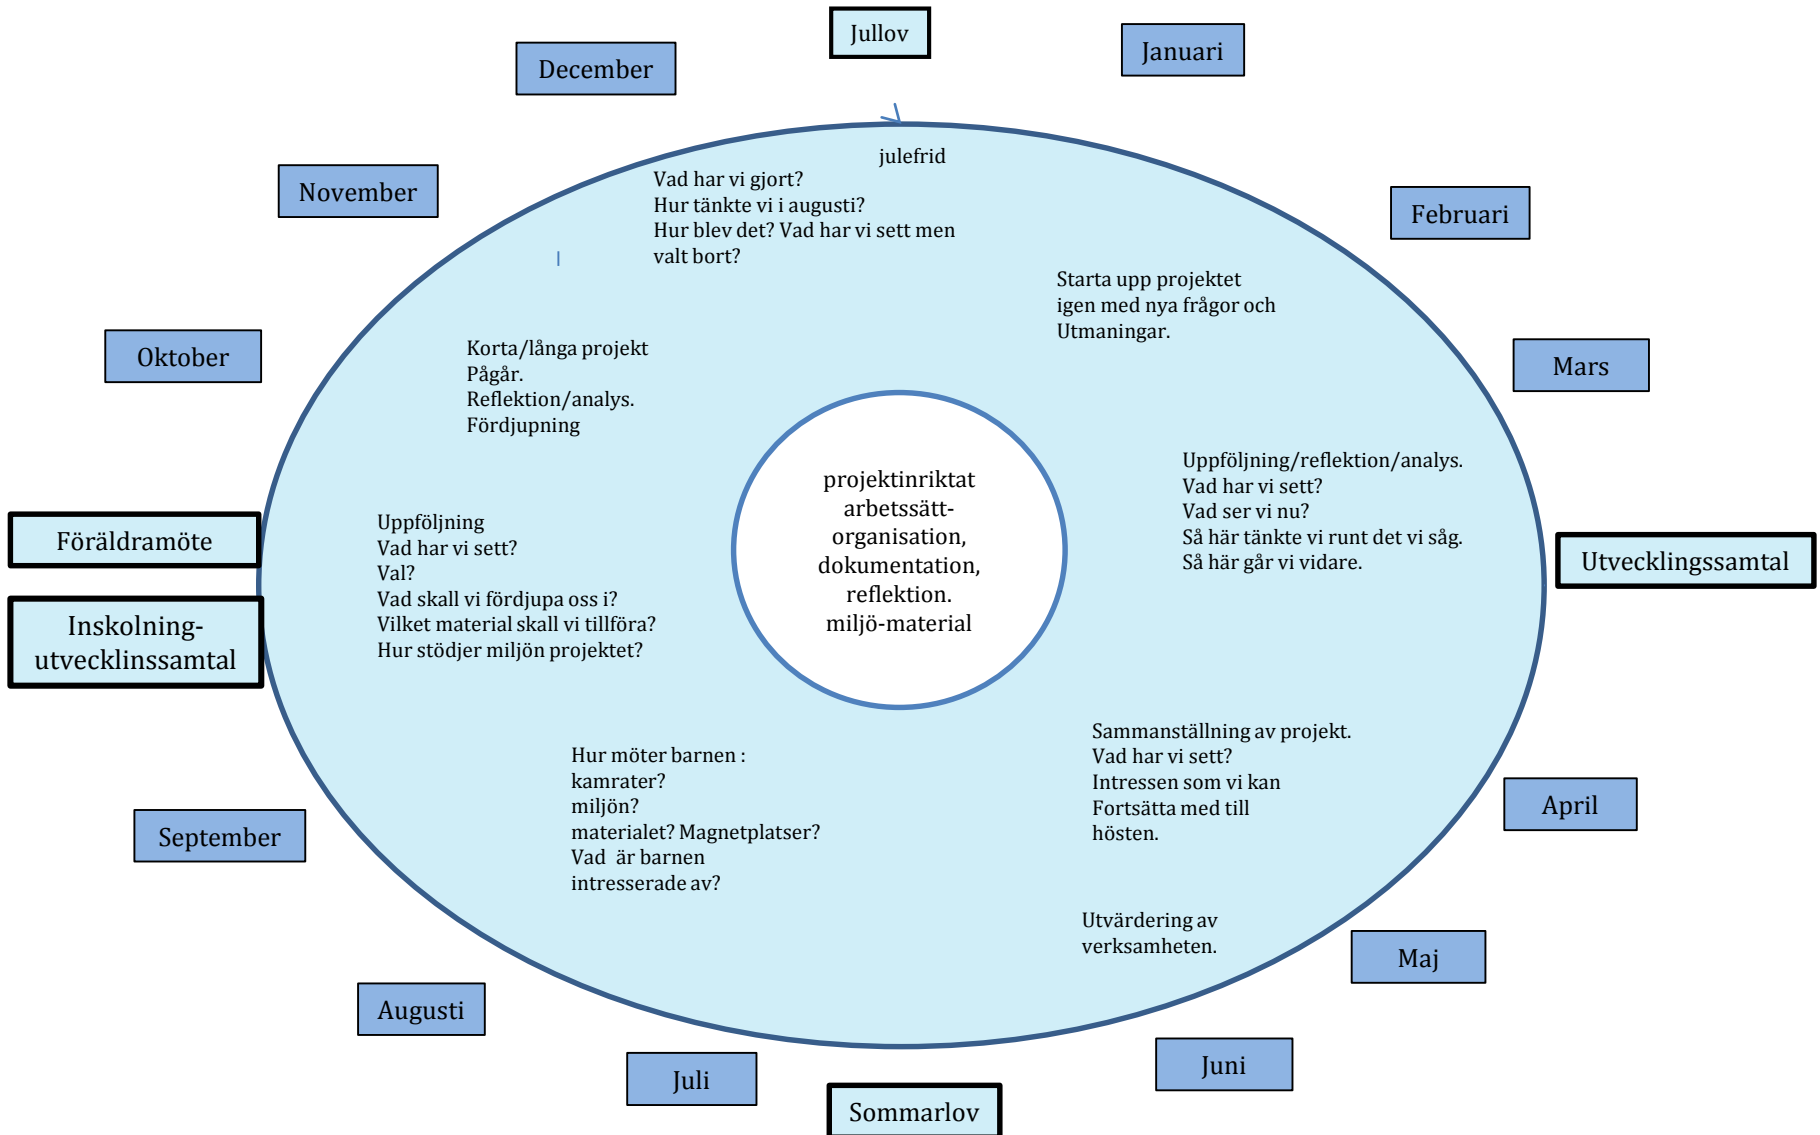 Jullov
Januari
December
julefrid
Vad har vi gjort?
Hur tänkte vi i augusti?
Hur blev det? Vad har vi sett men
valt bort?
November
Februari
Starta upp projektet
igen med nya frågor och
Utmaningar.
Oktober
Korta/långa projekt
Pågår.
Reflektion/analys.
Fördjupning
Mars
projektinriktat
arbetssätt-
organisation,
dokumentation,
reflektion.
miljö-material
Uppföljning/reflektion/analys.
Vad har vi sett?
Vad ser vi nu?
Så här tänkte vi runt det vi såg.
Så här går vi vidare.
Föräldramöte
Inskolning-
utvecklinssamtal
Uppföljning
Vad har vi sett?
Val?
Vad skall vi fördjupa oss i?
Vilket material skall vi tillföra?
Hur stödjer miljön projektet?
Utvecklingssamtal
Hur möter barnen :
kamrater?
miljön?
materialet? Magnetplatser?
Vad  är barnen
intresserade av?
Sammanställning av projekt.
Vad har vi sett?
Intressen som vi kan
Fortsätta med till
hösten.
April
September
Utvärdering av
verksamheten.
Maj
Augusti
Juli
Juni
Sommarlov